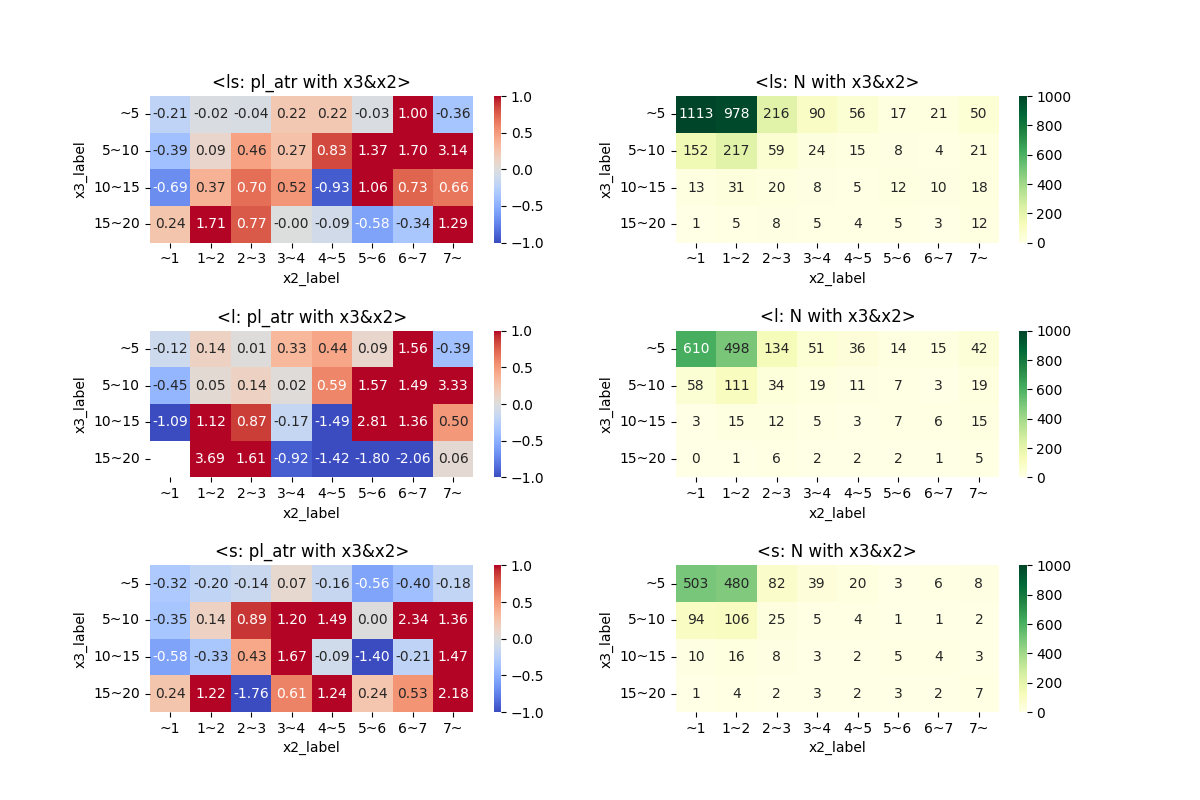 <ls: pl_atr with x3&x2>
x3_label
~5 -0.21 -0.02 -0.04 0.22 0.22 -0.03 1.00 -0.36
5~10 -0.39 0.09 0.46 0.27 0.83 1.37 1.70 3.14
10~15 -0.69 0.37 0.70 0.52 -0.93 1.06 0.73 0.66
15~20 0.24 1.71 0.77 -0.00 -0.09 -0.58 -0.34 1.29
~1 1~2 2~3 3~4 4~5 5~6 6~7 7~
x2_label
1.0
0.5
0.0
−0.5
−1.0
<ls: N with x3&x2>
x3_label
~5 1113 978 216 90 56 17 21 50
5~10 152 217 59 24 15 8 4 21
10~15 13 31 20 8 5 12 10 18
15~20 1 5 8 5 4 5 3 12
~1 1~2 2~3 3~4 4~5 5~6 6~7 7~
x2_label
1000
800
600
400
200
0
<l: pl_atr with x3&x2>
x3_label
~5 -0.12 0.14 0.01 0.33 0.44 0.09 1.56 -0.39
5~10 -0.45 0.05 0.14 0.02 0.59 1.57 1.49 3.33
10~15 -1.09 1.12 0.87 -0.17 -1.49 2.81 1.36 0.50
15~20 3.69 1.61 -0.92 -1.42 -1.80 -2.06 0.06
~1 1~2 2~3 3~4 4~5 5~6 6~7 7~
x2_label
1.0
0.5
0.0
−0.5
−1.0
<l: N with x3&x2>
x3_label
~5 610 498 134 51 36 14 15 42
5~10 58 111 34 19 11 7 3 19
10~15 3 15 12 5 3 7 6 15
15~20 0 1 6 2 2 2 1 5
~1 1~2 2~3 3~4 4~5 5~6 6~7 7~
x2_label
1000
800
600
400
200
0
<s: pl_atr with x3&x2>
x3_label
~5 -0.32 -0.20 -0.14 0.07 -0.16 -0.56 -0.40 -0.18
5~10 -0.35 0.14 0.89 1.20 1.49 0.00 2.34 1.36
10~15 -0.58 -0.33 0.43 1.67 -0.09 -1.40 -0.21 1.47
15~20 0.24 1.22 -1.76 0.61 1.24 0.24 0.53 2.18
~1 1~2 2~3 3~4 4~5 5~6 6~7 7~
x2_label
1.0
0.5
0.0
−0.5
−1.0
<s: N with x3&x2>
x3_label
~5 503 480 82 39 20 3 6 8
5~10 94 106 25 5 4 1 1 2
10~15 10 16 8 3 2 5 4 3
15~20 1 4 2 3 2 3 2 7
~1 1~2 2~3 3~4 4~5 5~6 6~7 7~
x2_label
1000
800
600
400
200
0